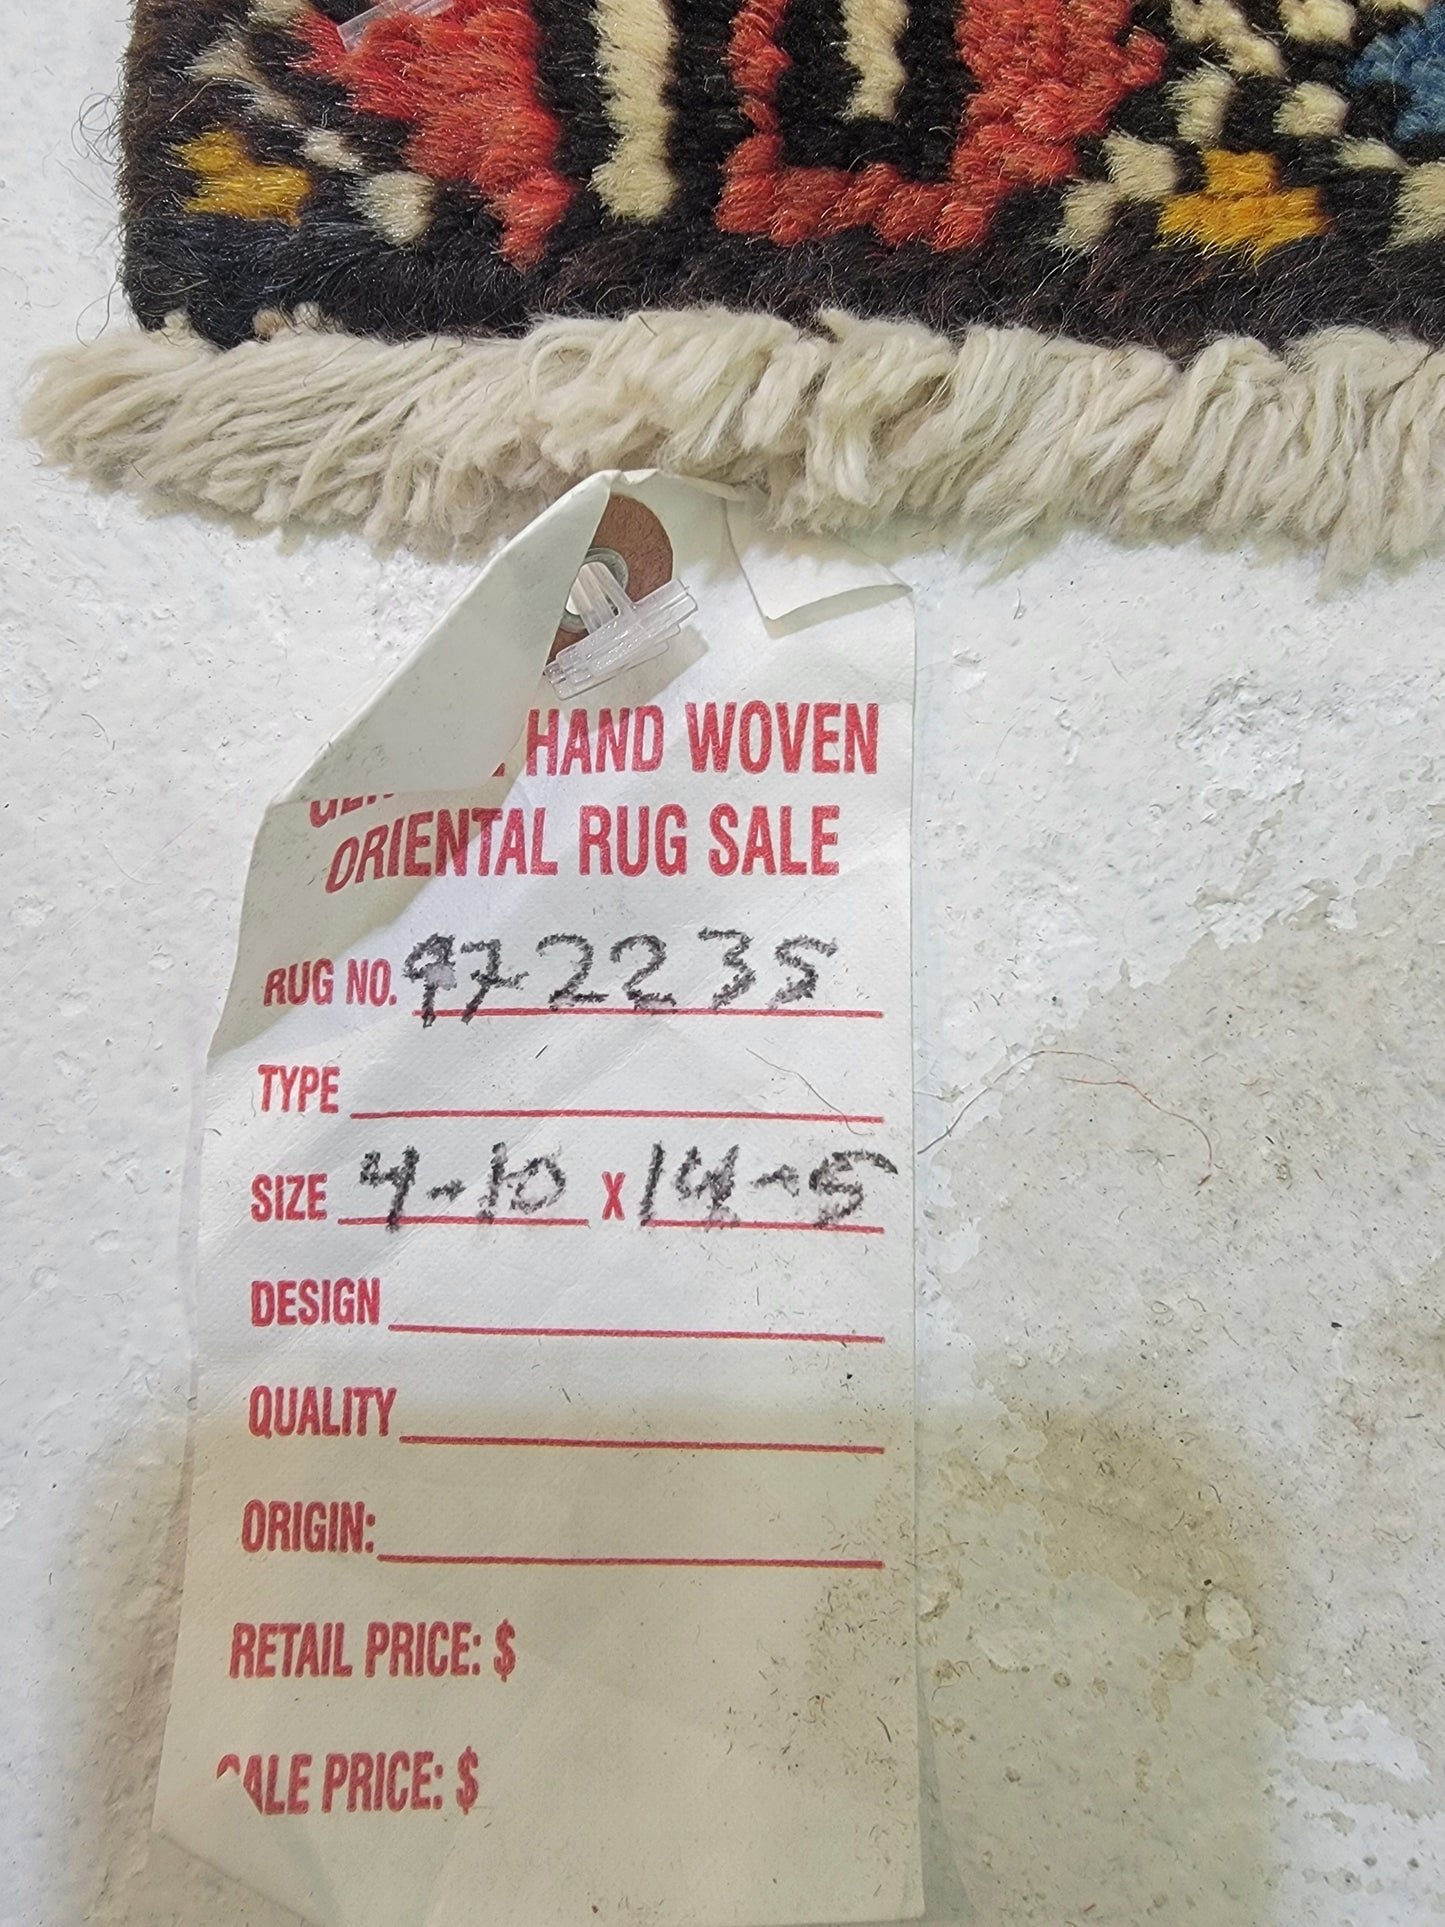 HAND WOVEN
ORIENTAL RUG SALE
RUG NO. 972235
TYPE
SIZE 4-10 X 14-5
DESIGN
QUALITY
ORIGIN:
RETAIL PRICE: $
SALE PRICE: $